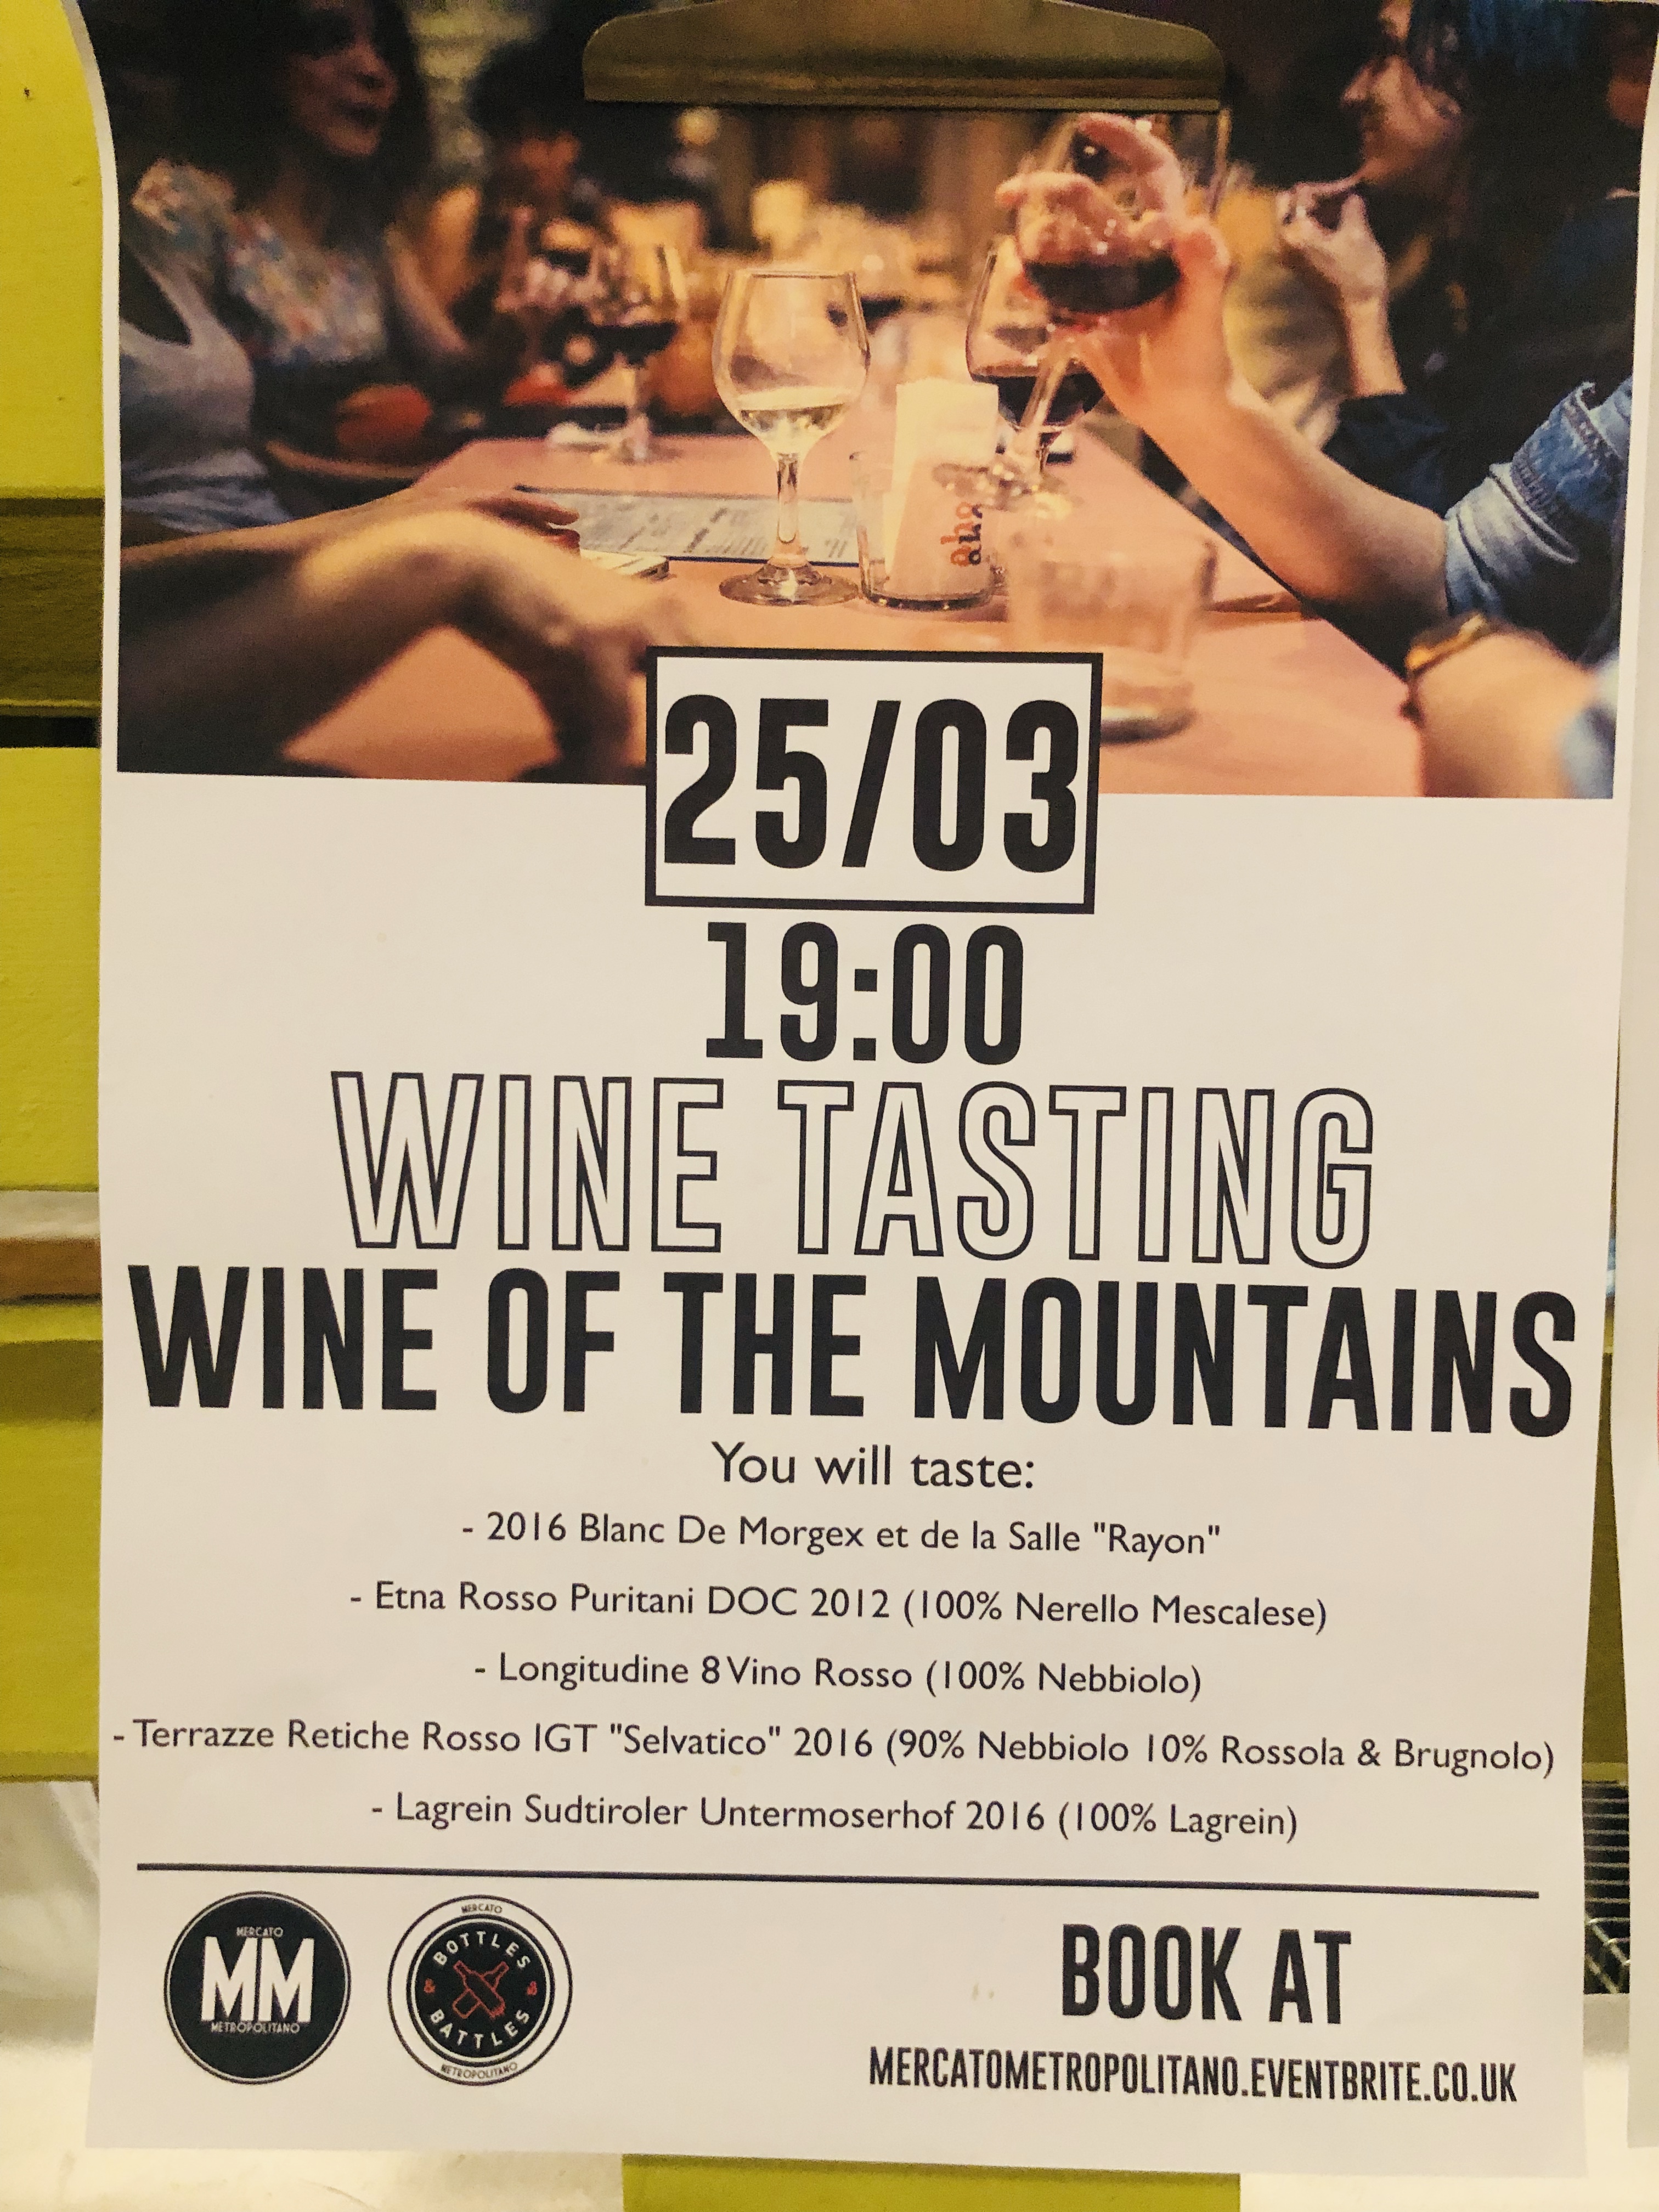 25/03
19:00
WINE TASTING
WINE OF THE MOUNTAINS
You will taste:
- 2016 Blanc De Morgex et de la Salle "Rayon"
- Etna Rosso Puritani DOC 2012 (100% Nerello Mescalese)
- Longitudine 8 Vino Rosso (100% Nebbiolo)
- Terrazze Retiche Rosso IGT "Selvatico" 2016 (90% Nebbiolo 10% Rossola & Brugnolo)
- Lagrein Sudtiroler Untermoserhof 2016 (100% Lagrein)
MERCATO
MM
METROPOLITANO
MERCATO
BOTTLES
& &
BATTLES
METROPOLITANO
BOOK AT
MERCATOMETROPOLITANO.EVENTBRITE.CO.UK